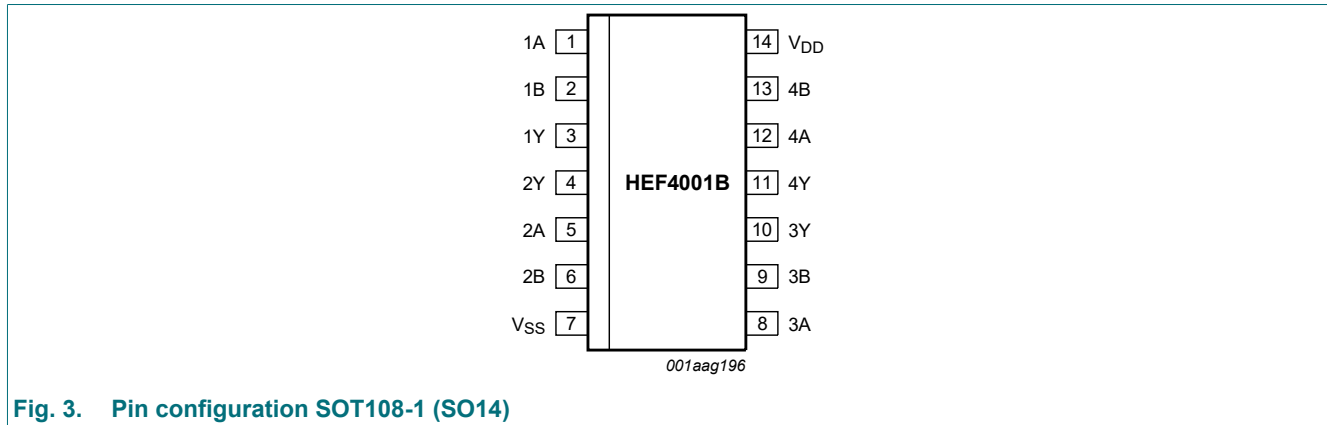 1A 1 14 VDD
1B 2 13 4B
1Y 3 12 4A
2Y 4 HEF4001B 11 4Y
2A 5 10 3Y
2B 6 9 3B
VSS 7 8 3A
001aag196
Fig. 3. Pin configuration SOT108-1 (SO14)